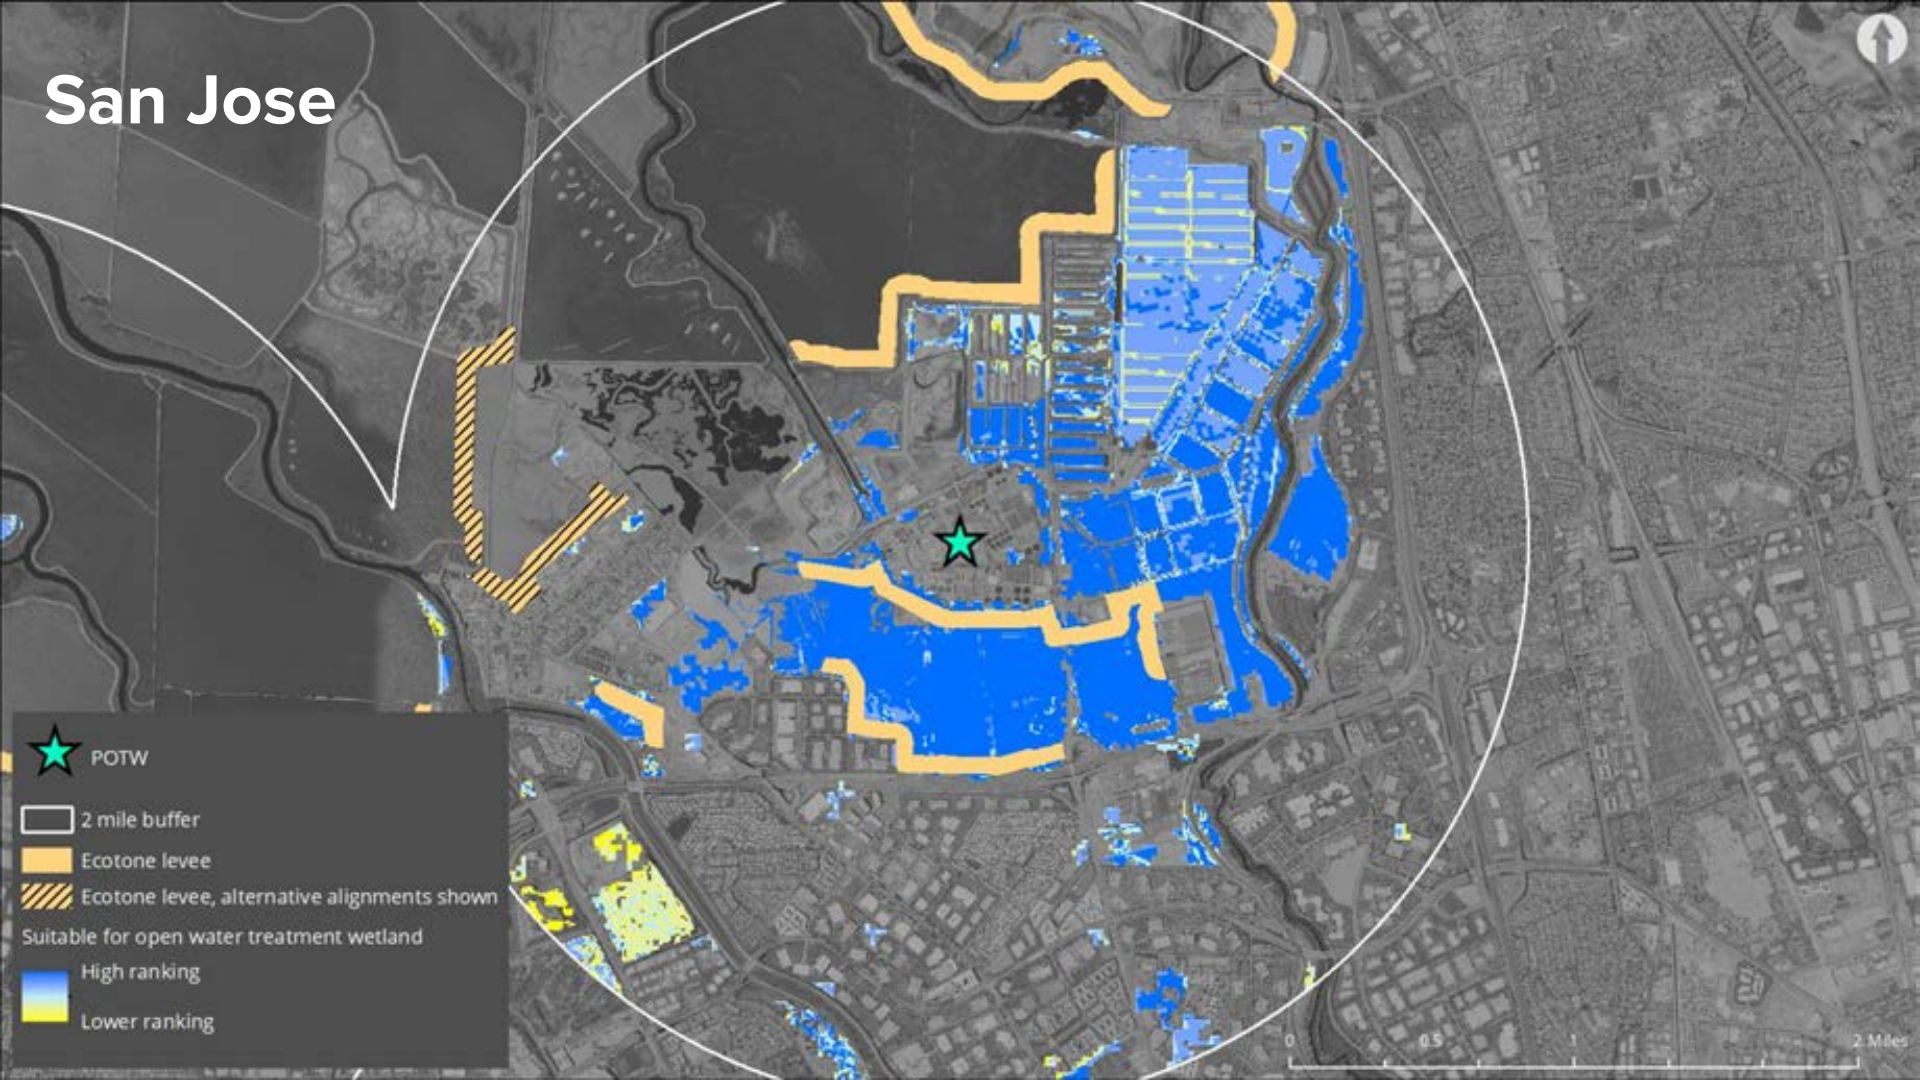 San Jose
POTW
2 mile buffer
Ecotone levee
Ecotone levee, alternative alignments shown
Suitable for open water treatment wetland
High ranking
Lower ranking
0 0.5 1 2 Miles